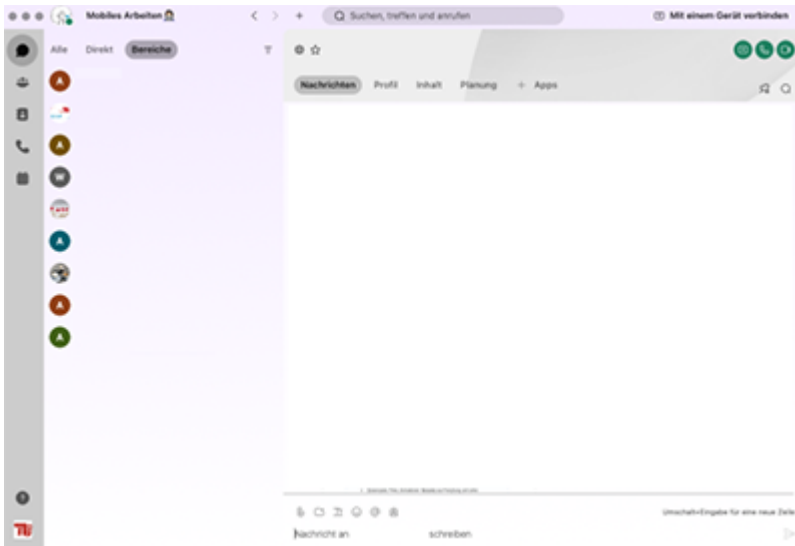 Mobiles Arbeiten
Suchen, treffen und anrufen
Mit einem Gerät verbinden
Alle Direkt Bereiche
A
A
W
A
A
A
Nachrichten Profil Inhalt Planung + Apps
Umschalt+Eingabe für eine neue Zeile
Nachricht an schreiben